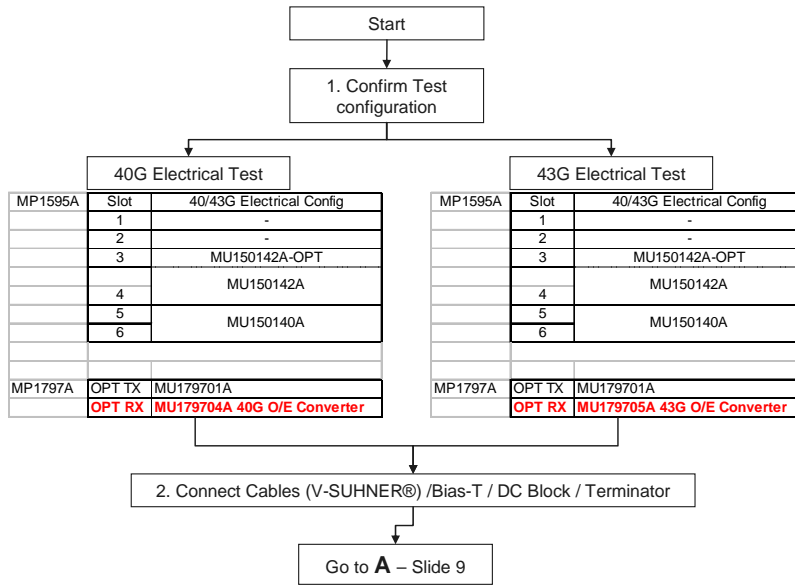 Start
1. Confirm Test
configuration
40G Electrical Test
MP1595A Slot 40/43G Electrical Config
1 -
2 -
3 MU150142A-OPT
MU150142A
4
5
MU150140A
6
MP1797A OPT TX MU179701A
OPT RX MU179704A 40G O/E Converter
43G Electrical Test
MP1595A Slot 40/43G Electrical Config
1 -
2 -
3 MU150142A-OPT
MU150142A
4
5
MU150140A
6
MP1797A OPT TX MU179701A
OPT RX MU179705A 43G O/E Converter
2. Connect Cables (V-SUHNER®) /Bias-T / DC Block / Terminator
Go to A – Slide 9